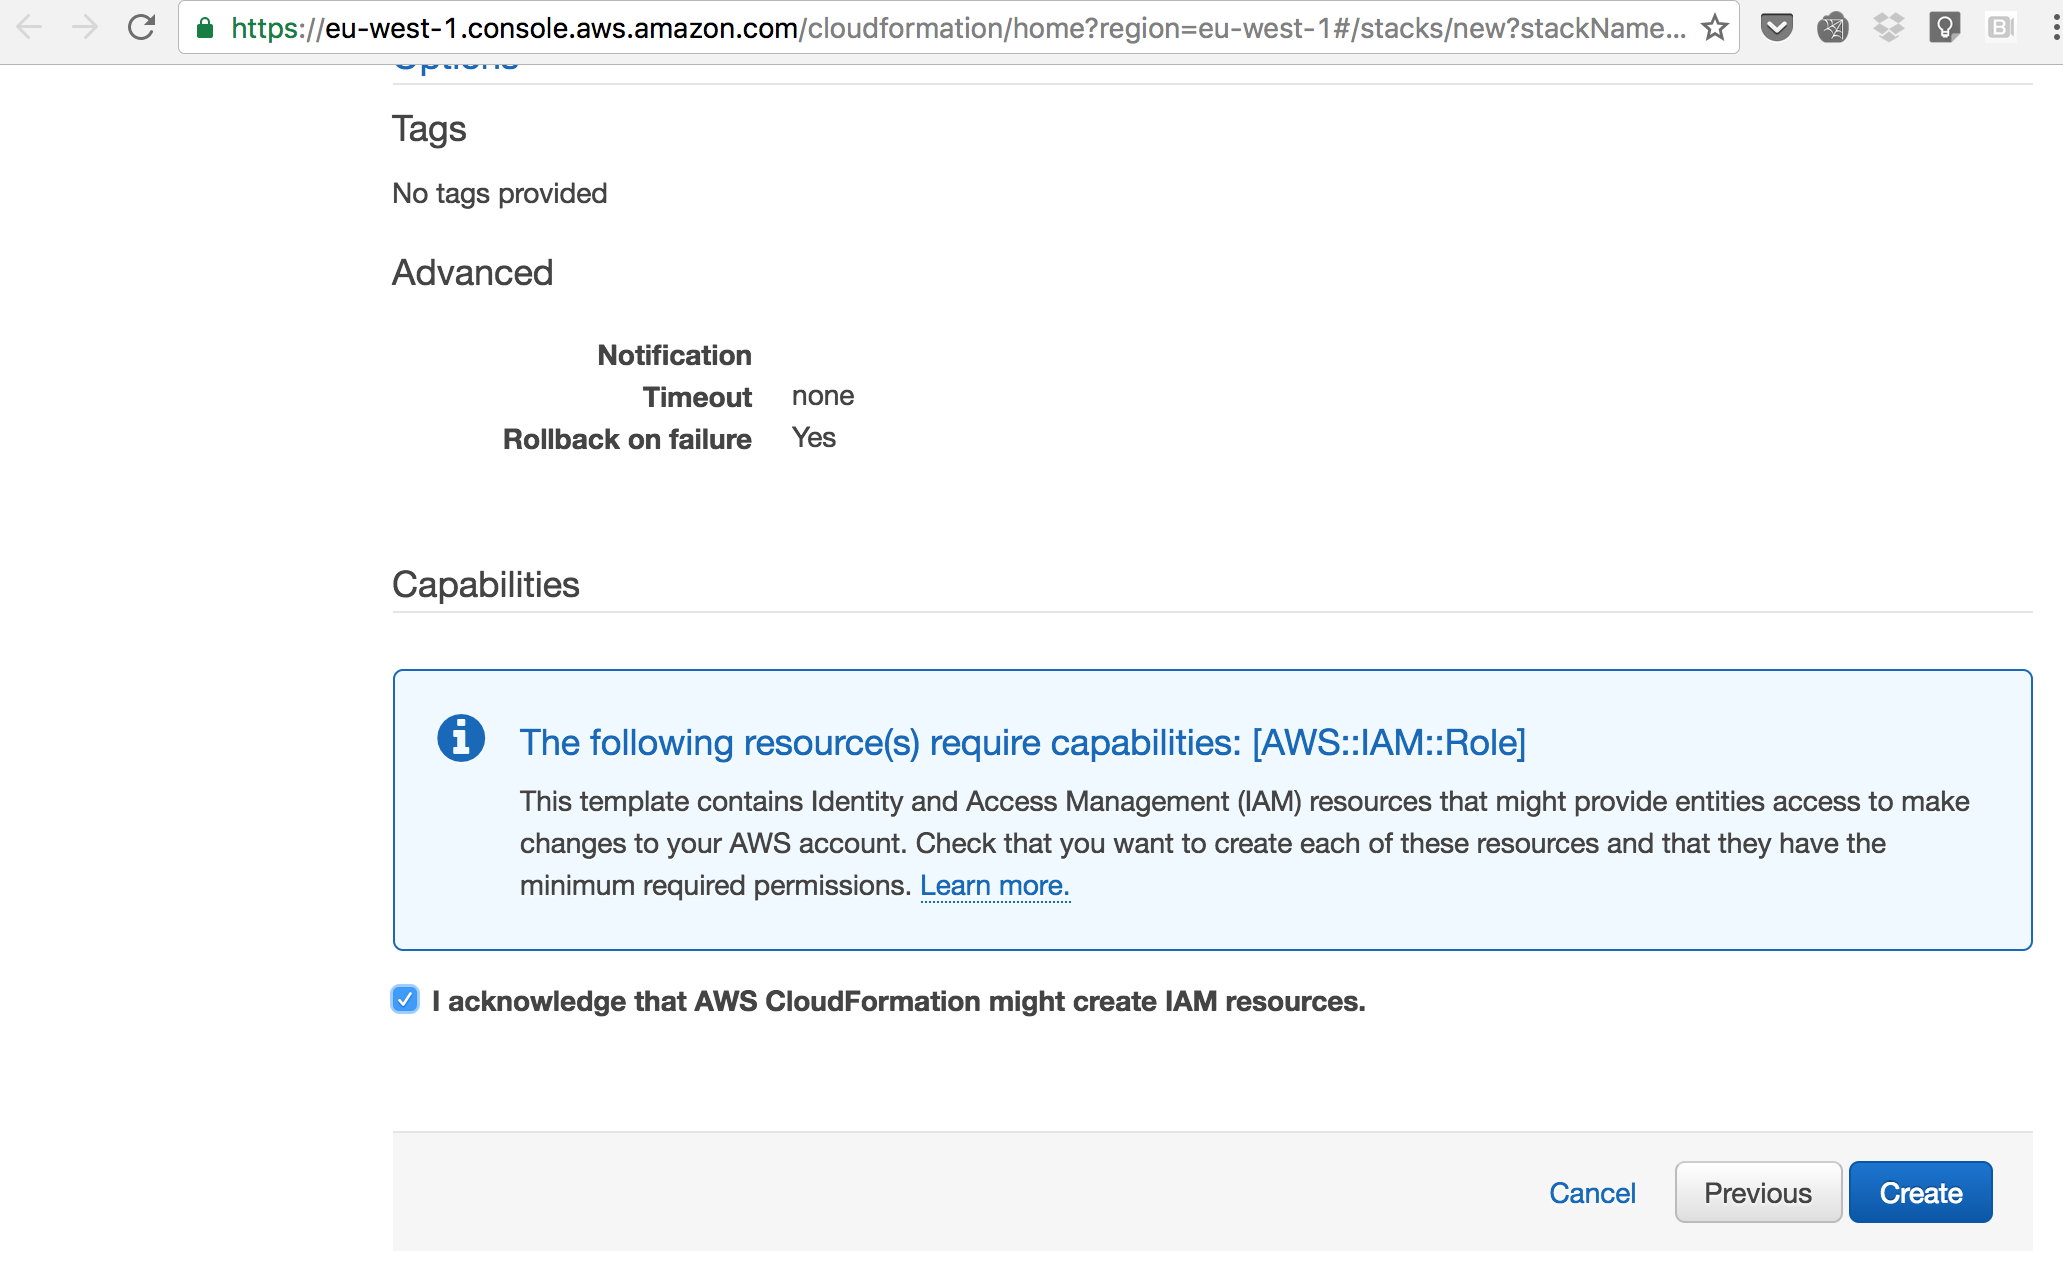 https://eu-west-1.console.aws.amazon.com/cloudformation/home?region=eu-west-1#/stacks/new?stackName...
Options
Tags
No tags provided
Advanced
Notification
Timeout none
Rollback on failure Yes
Capabilities
The following resource(s) require capabilities: [AWS::IAM::Role]
This template contains Identity and Access Management (IAM) resources that might provide entities access to make
changes to your AWS account. Check that you want to create each of these resources and that they have the
minimum required permissions. Learn more.
I acknowledge that AWS CloudFormation might create IAM resources.
Cancel Previous Create